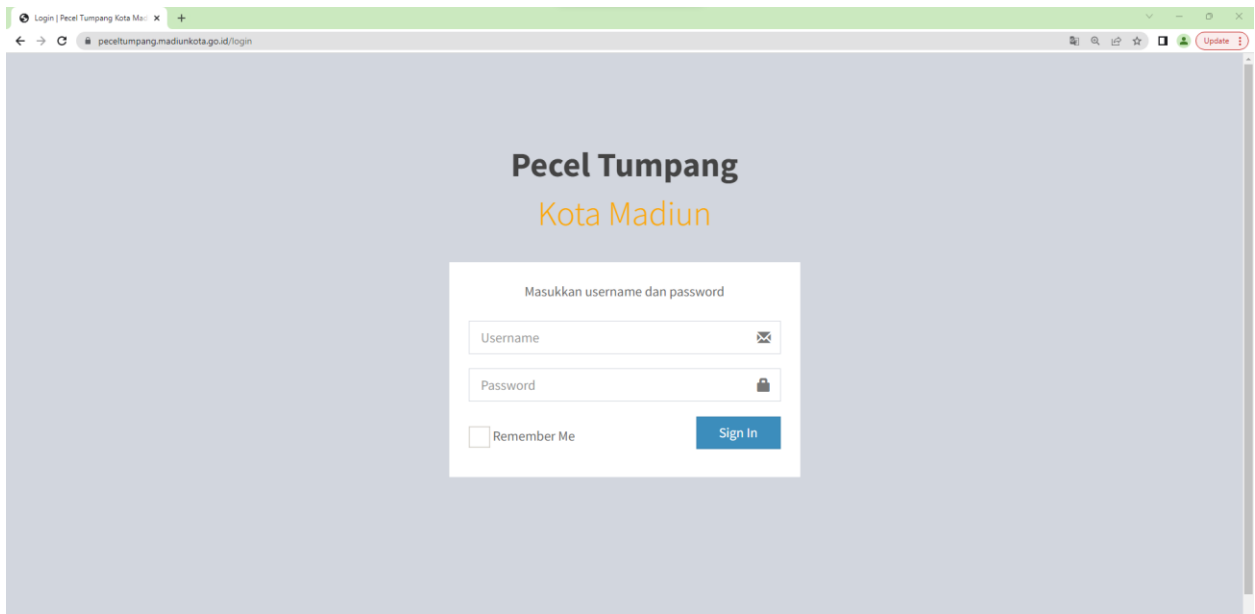 Login | Pecel Tumpang Kota Mad
peceltumpang.madiunkota.go.id/login
Update
Pecel Tumpang
Kota Madiun
Masukkan username dan password
Username
Password
Remember Me
Sign In